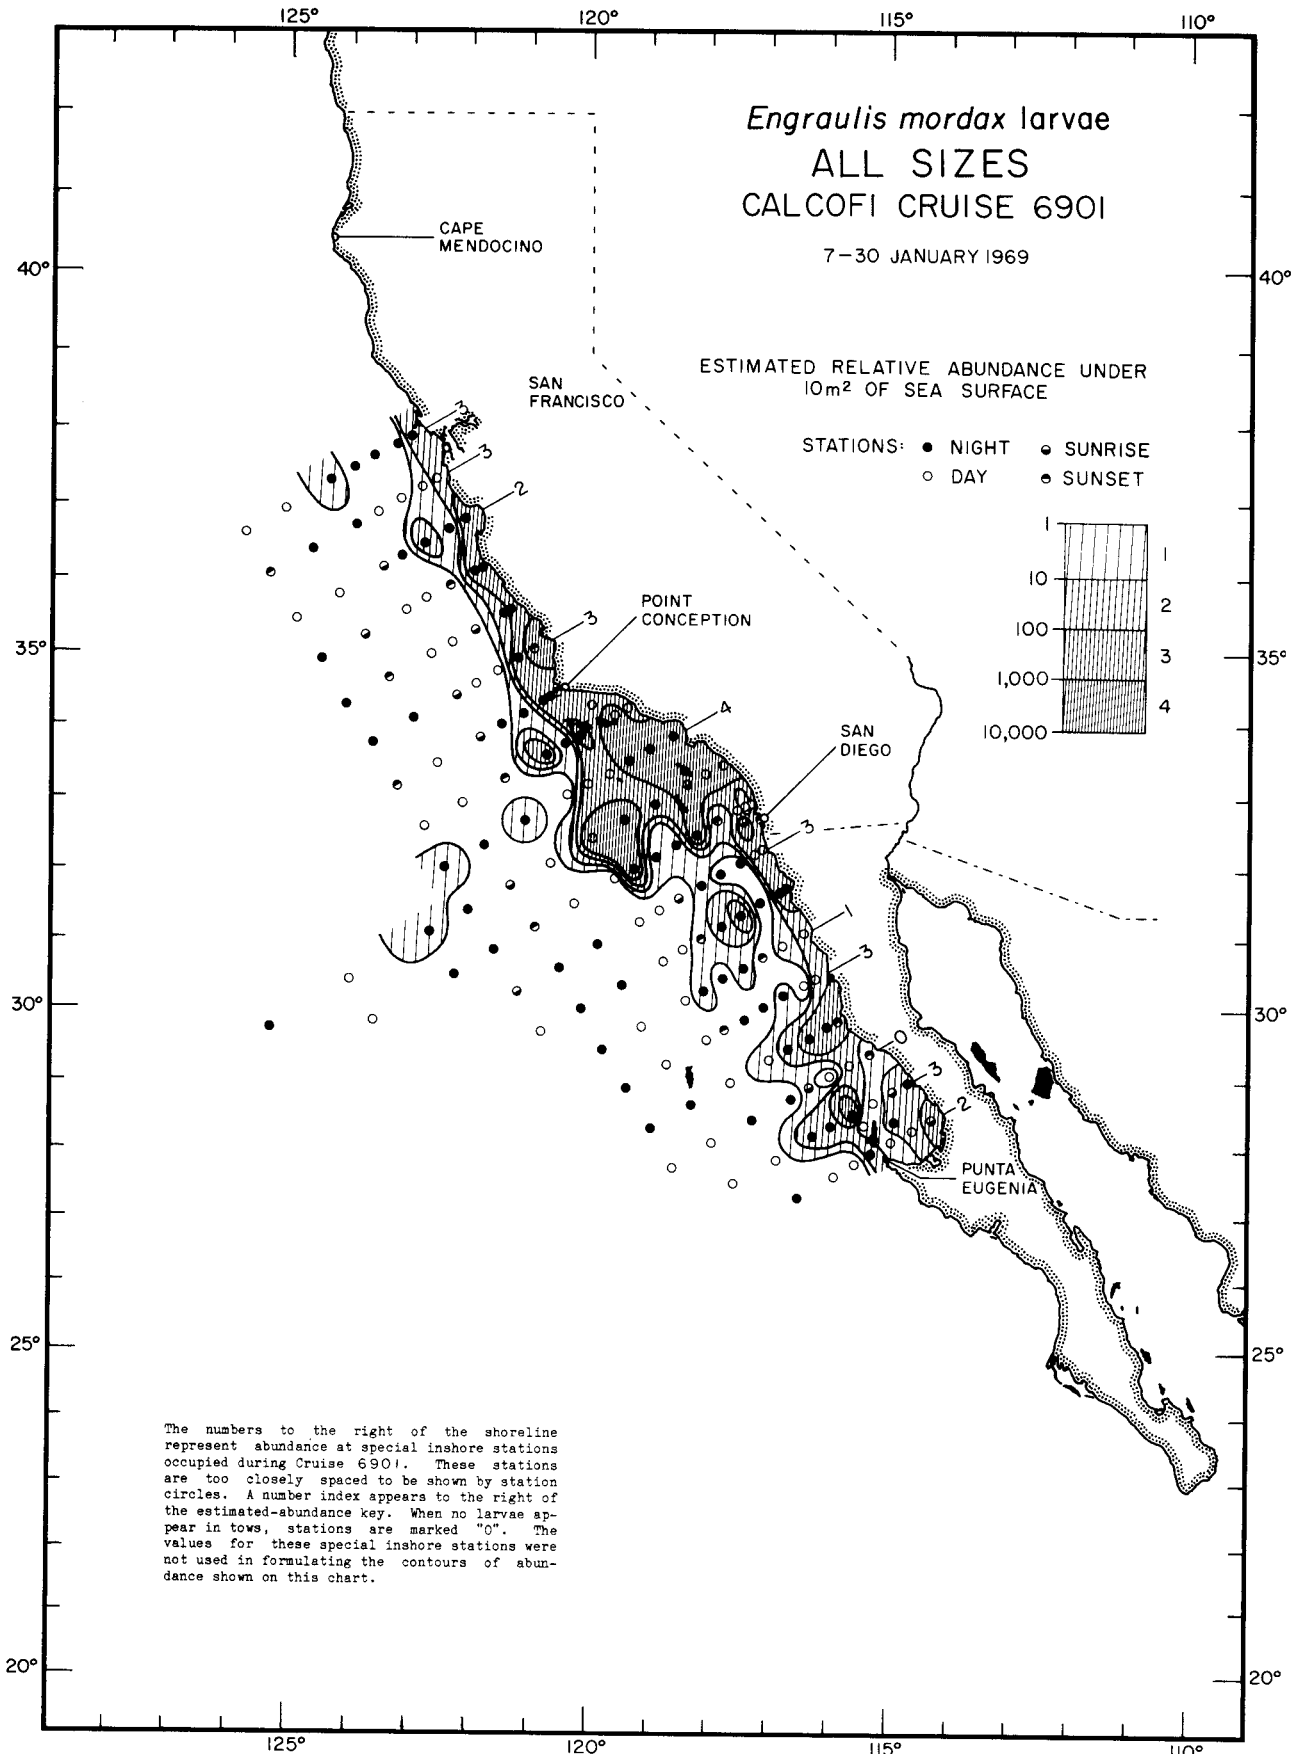 125° 120° 115° 110°
Engraulis mordax larvae
ALL SIZES
CALCOFI CRUISE 6901
7-30 JANUARY 1969
CAPE
MENDOCINO
40° 40°
ESTIMATED RELATIVE ABUNDANCE UNDER
10m² OF SEA SURFACE
SAN
FRANCISCO
STATIONS: ● NIGHT SUNRISE
○ DAY SUNSET
3
3
2
1
10
100
1,000
10,000
1
2
3
4
POINT
CONCEPTION
3
35° 35°
4
SAN
DIEGO
3
1
3
30° 30°
0
3
2
PUNTA
EUGENIA
25° 25°
The numbers to the right of the shoreline
represent abundance at special inshore stations
occupied during Cruise 6901. These stations
are too closely spaced to be shown by station
circles. A number index appears to the right of
the estimated-abundance key. When no larvae ap-
pear in tows, stations are marked "0". The
values for these special inshore stations were
not used in formulating the contours of abun-
dance shown on this chart.
20° 20°
125° 120° 115° 110°